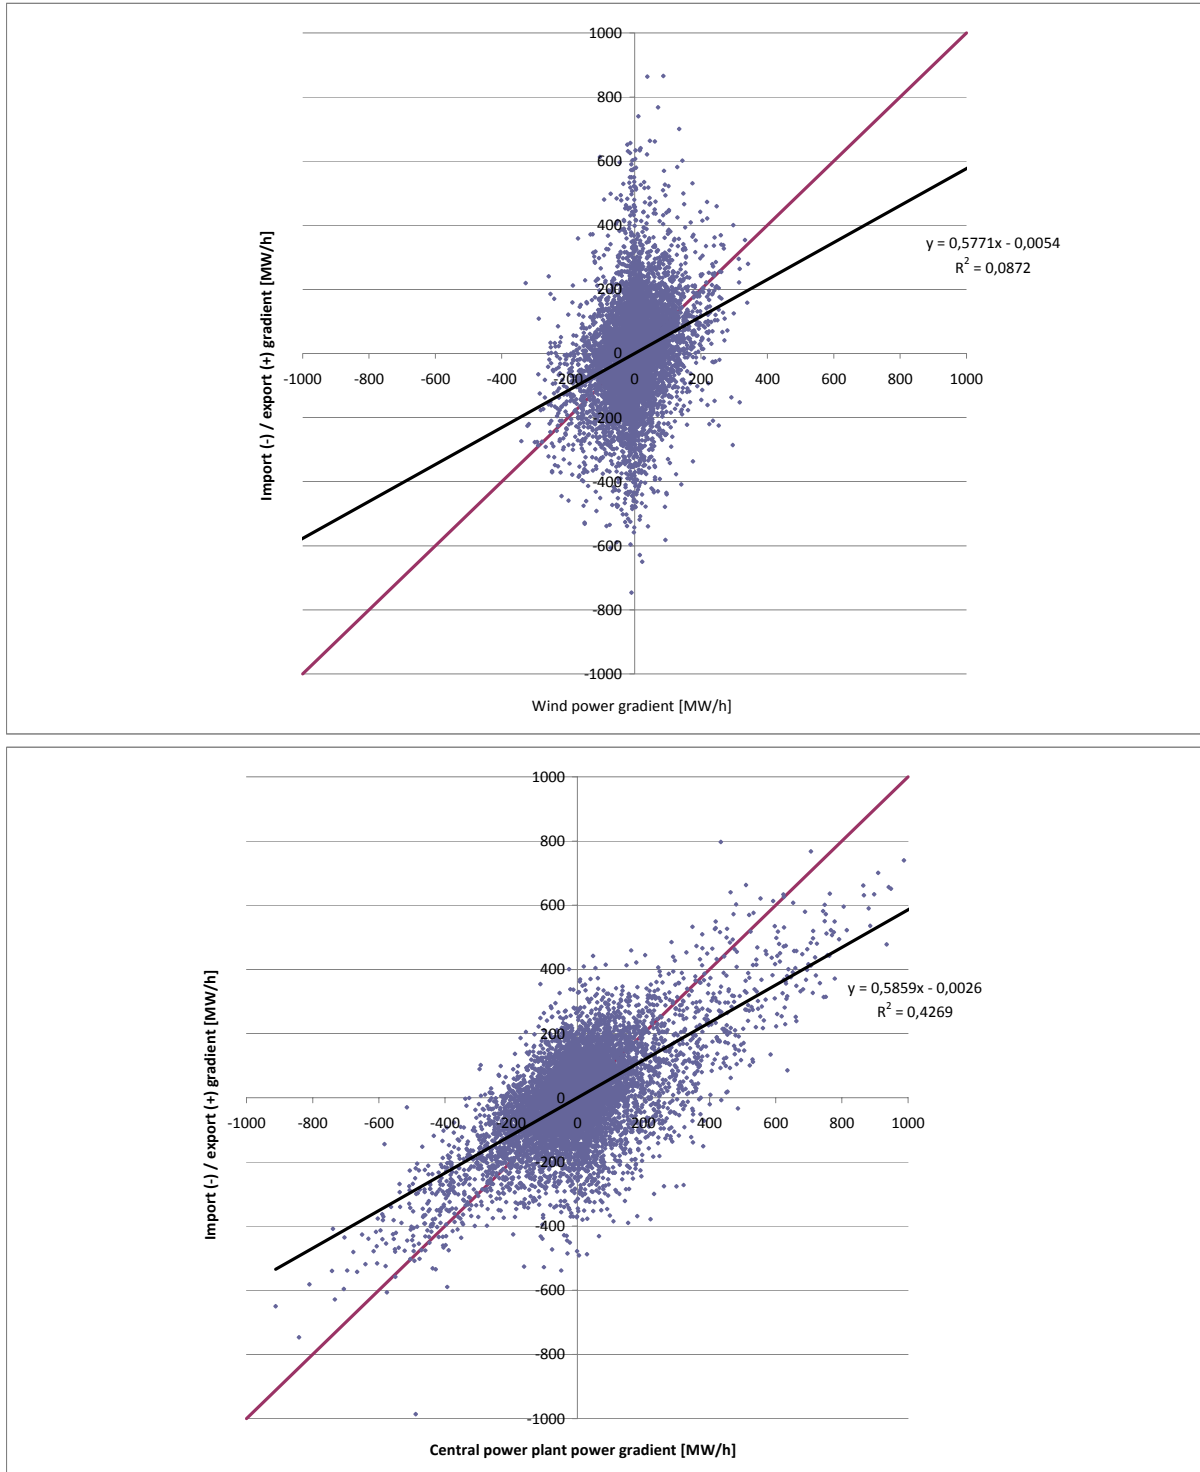 1000
800
600
400
200
0
-200
-400
-600
-800
-1000
-1000 -800 -600 -400 -200 0 200 400 600 800 1000
Import (-) / export (+) gradient [MW/h]
y = 0,5771x - 0,0054
R² = 0,0872
Wind power gradient [MW/h]
1000
800
600
400
200
0
-200
-400
-600
-800
-1000
-1000 -800 -600 -400 -200 0 200 400 600 800 1000
Import (-) / export (+) gradient [MW/h]
y = 0,5859x - 0,0026
R² = 0,4269
Central power plant power gradient [MW/h]